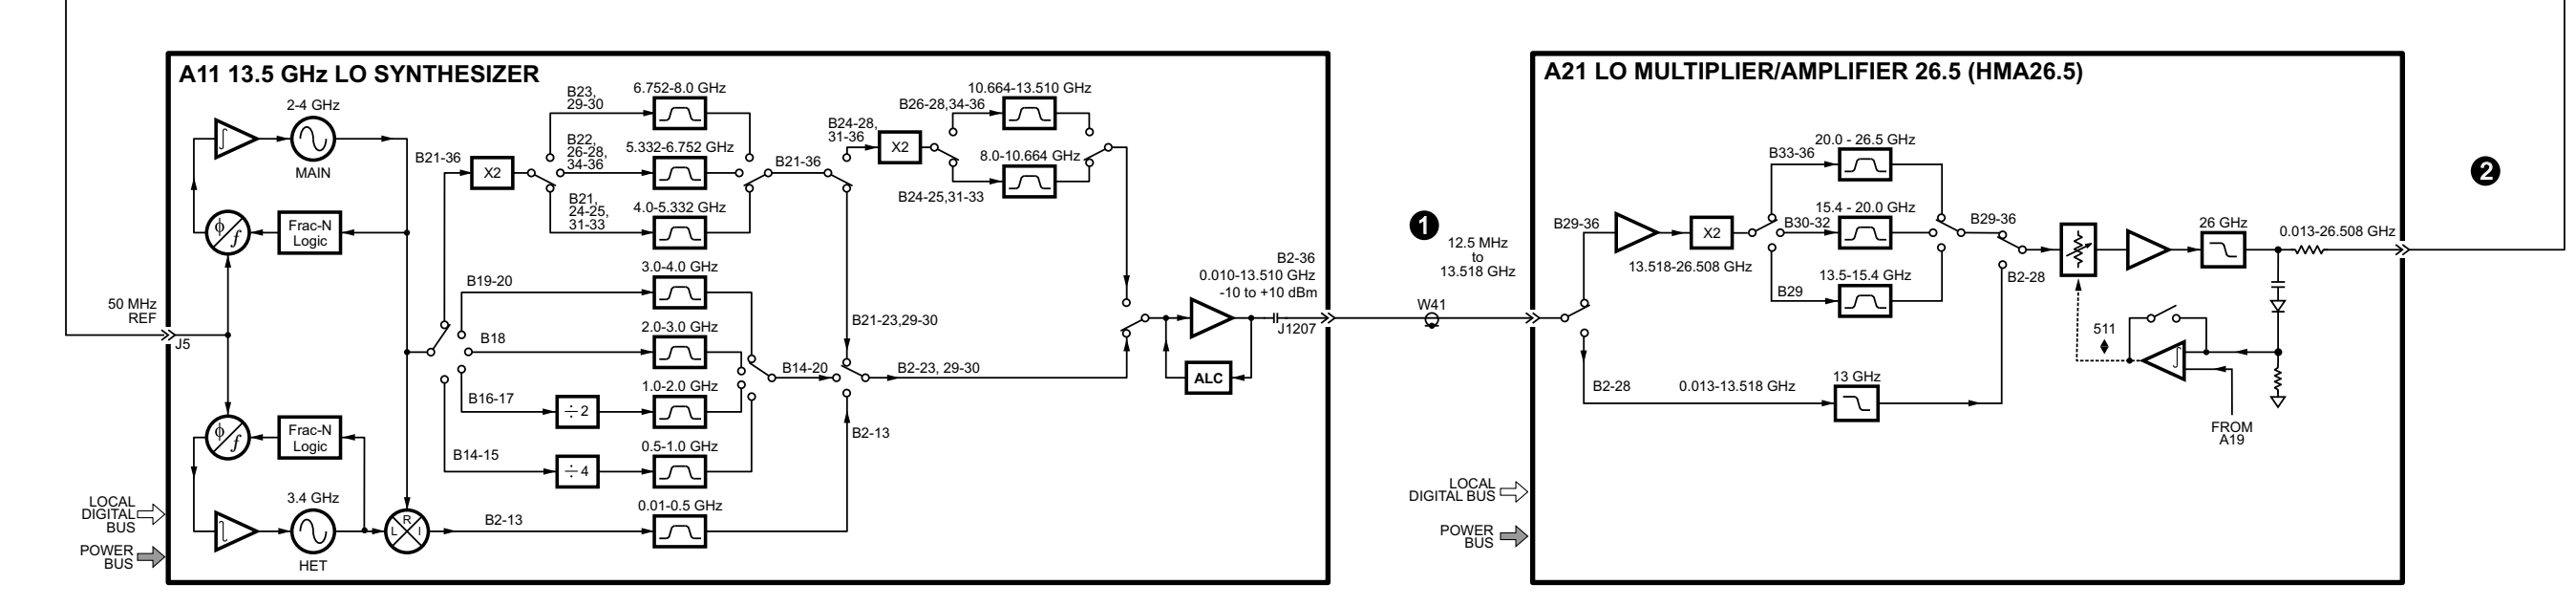 A11 13.5 GHz LO SYNTHESIZER
2-4 GHz
MAIN
ϕ
f
Frac-N
Logic
50 MHz
REF
J5
ϕ
f
Frac-N
Logic
3.4 GHz
HET
R
L
I
LOCAL
DIGITAL
BUS
POWER
BUS
B21-36
X2
B23,
29-30
6.752-8.0 GHz
B22,
26-28,
34-36
5.332-6.752 GHz
B21,
24-25,
31-33
4.0-5.332 GHz
B21-36
B19-20
3.0-4.0 GHz
B18
2.0-3.0 GHz
B16-17
÷ 2
1.0-2.0 GHz
B14-15
÷ 4
0.5-1.0 GHz
B2-13
0.01-0.5 GHz
B14-20
B24-28,
31-36
X2
B26-28,34-36
10.664-13.510 GHz
8.0-10.664 GHz
B24-25,31-33
B21-23,29-30
B2-23, 29-30
B2-13
ALC
B2-36
0.010-13.510 GHz
-10 to +10 dBm
J1207
1
12.5 MHz
to
13.518 GHz
W41
A21 LO MULTIPLIER/AMPLIFIER 26.5 (HMA26.5)
B29-36
X2
13.518-26.508 GHz
B33-36
20.0 - 26.5 GHz
B30-32
15.4 - 20.0 GHz
B29
13.5-15.4 GHz
B29-36
B2-28
B2-28
0.013-13.518 GHz
13 GHz
26 GHz
0.013-26.508 GHz
511
FROM
A19
LOCAL
DIGITAL BUS
POWER
BUS
2